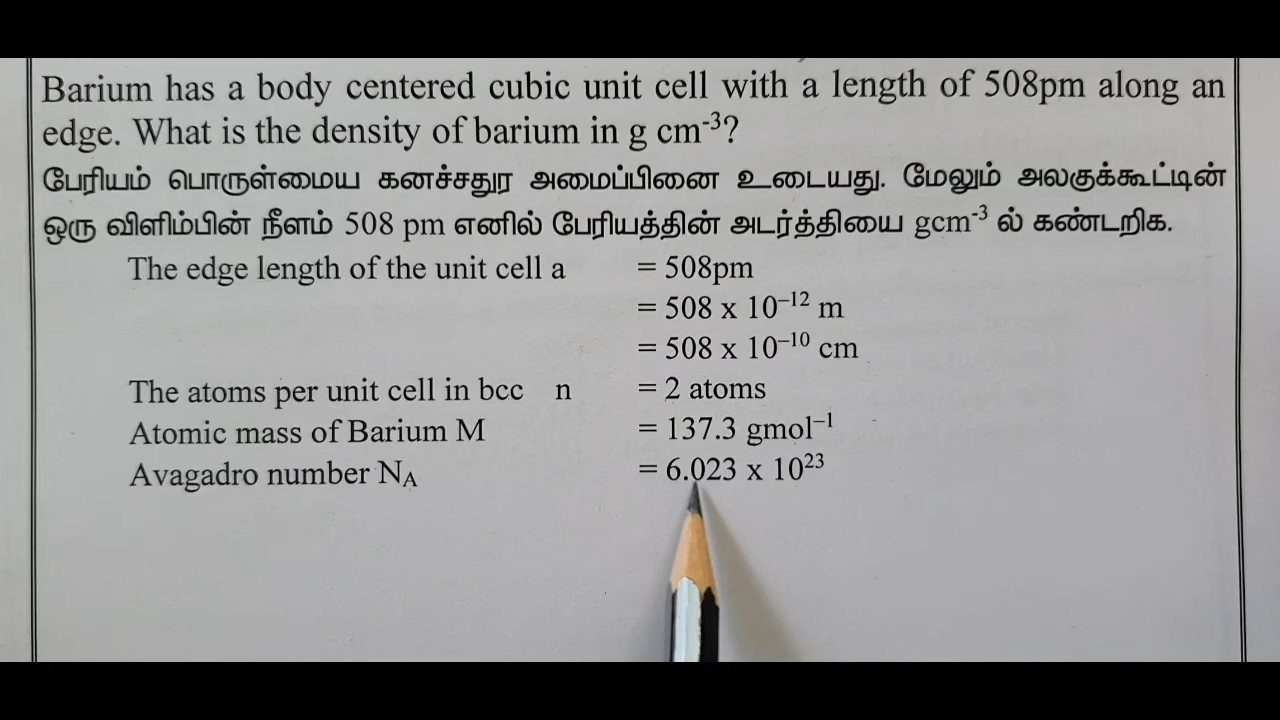 Barium has a body centered cubic unit cell with a length of 508pm along an
edge. What is the density of barium in g cm⁻³?
பேரியம் பொருள்மைய கனச்சதுர அமைப்பினை உடையது. மேலும் அலகுக்கூட்டின்
ஒரு விளிம்பின் நீளம் 508 pm எனில் பேரியத்தின் அடர்த்தியை gcm⁻³ ல் கண்டறிக.
The edge length of the unit cell a = 508pm
= 508 x 10⁻¹² m
= 508 x 10⁻¹⁰ cm
The atoms per unit cell in bcc n = 2 atoms
Atomic mass of Barium M = 137.3 gmol⁻¹
Avagadro number N_A = 6.023 x 10²³